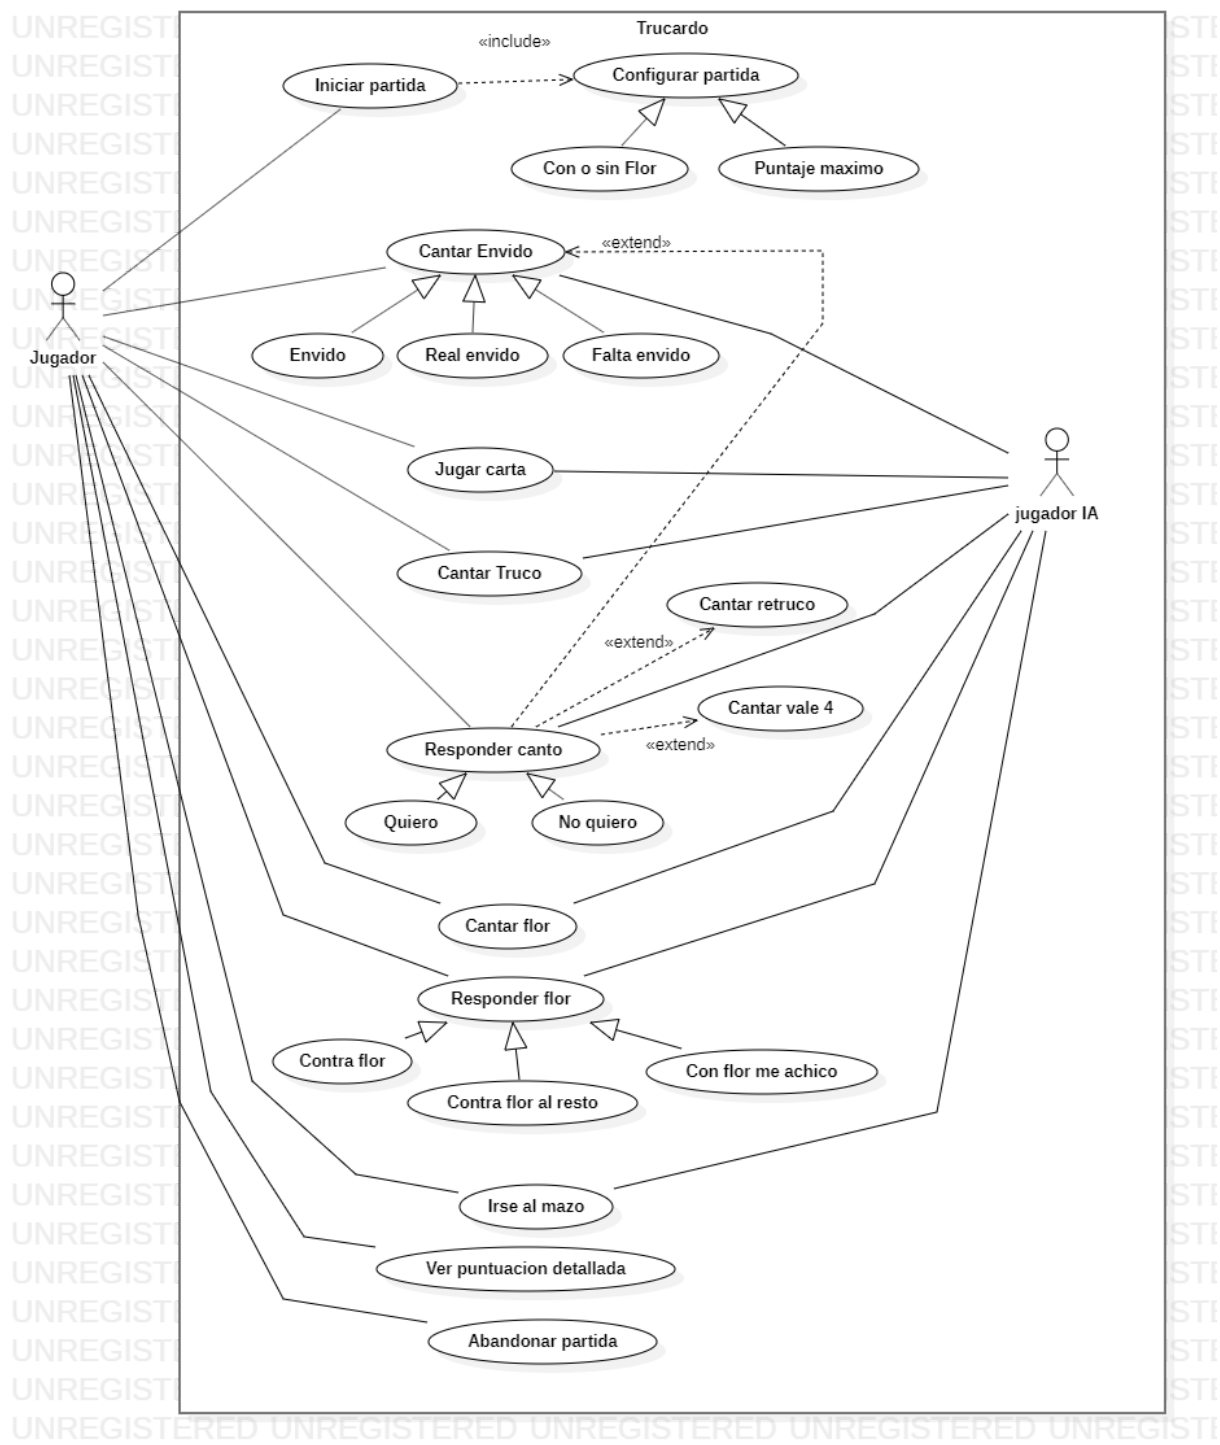 Trucardo
«include»
Iniciar partida
Configurar partida
Con o sin Flor
Puntaje maximo
Cantar Envido
«extend»
Envido
Real envido
Falta envido
Jugador
Jugar carta
jugador IA
Cantar Truco
Cantar retruco
«extend»
Cantar vale 4
«extend»
Responder canto
Quiero
No quiero
Cantar flor
Responder flor
Contra flor
Con flor me achico
Contra flor al resto
Irse al mazo
Ver puntuacion detallada
Abandonar partida
UNREGISTERED UNREGISTERED UNREGISTERED UNREGISTERED